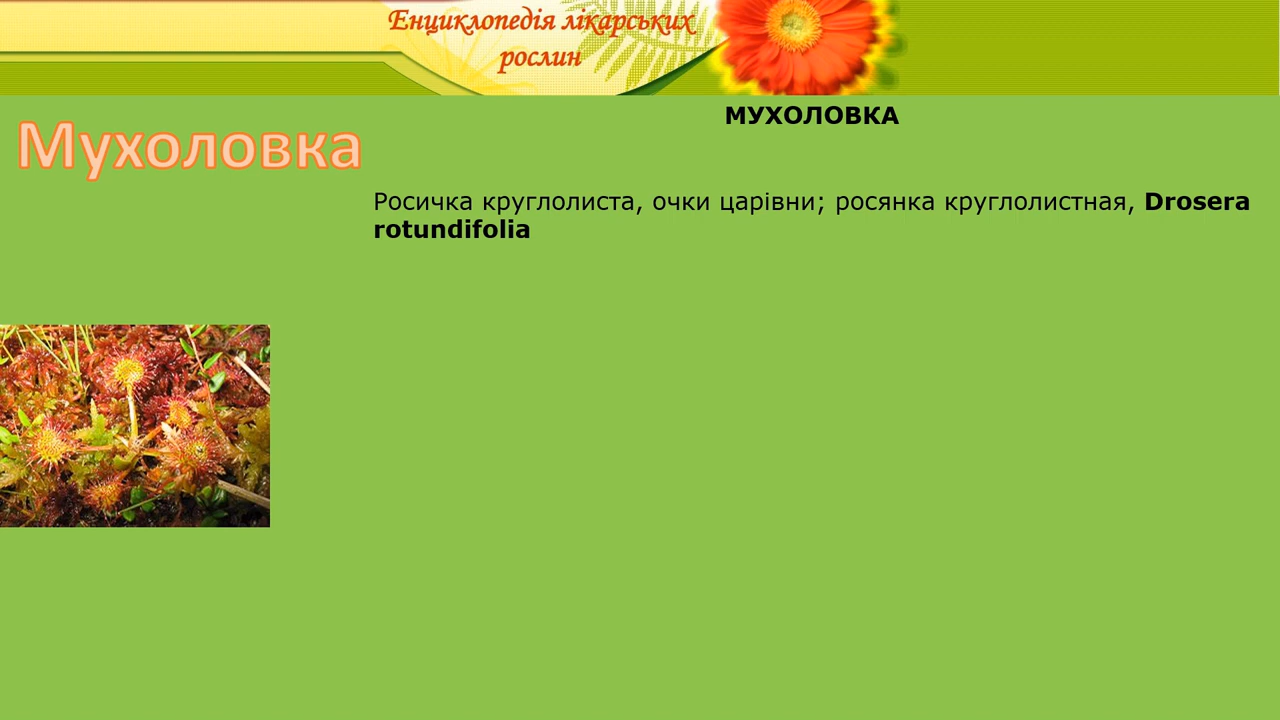 Енциклопедія лікарських
рослин
МУХОЛОВКА
Мухоловка
Росичка круглолиста, очки царівни; росянка круглолистная, Drosera
rotundifolia